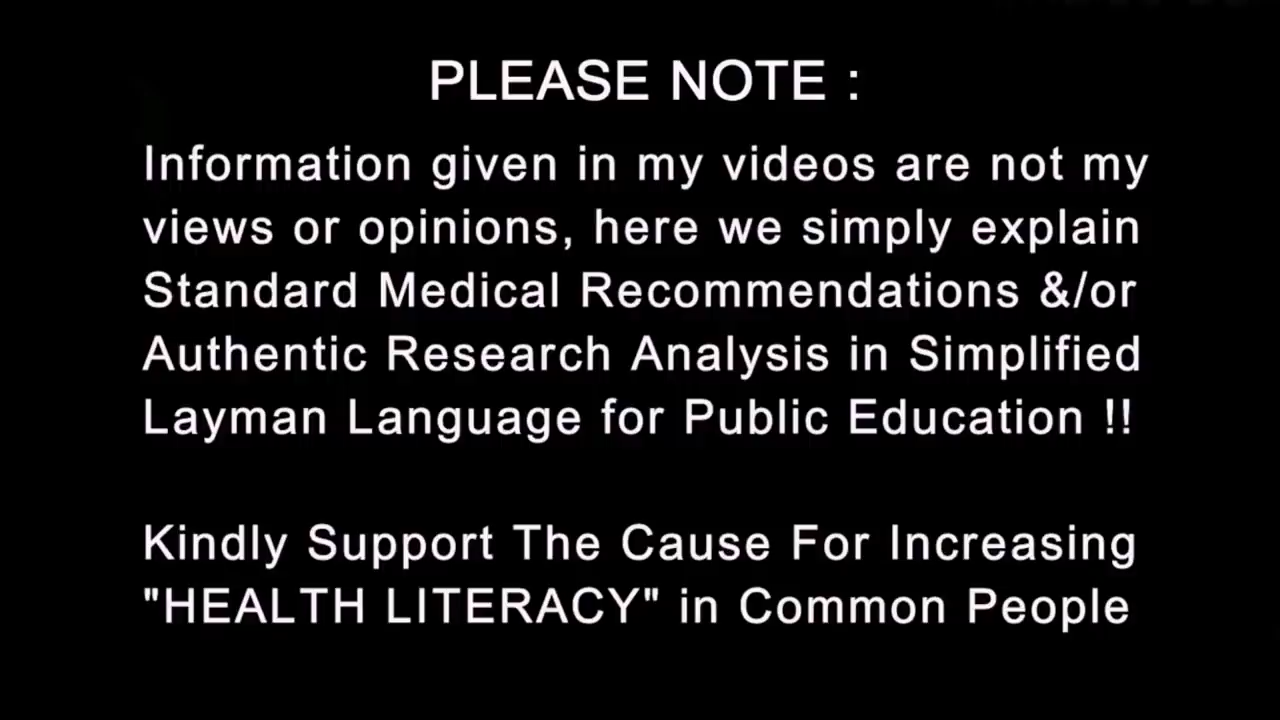 PLEASE NOTE :
Information given in my videos are not my
views or opinions, here we simply explain
Standard Medical Recommendations &/or
Authentic Research Analysis in Simplified
Layman Language for Public Education !!
Kindly Support The Cause For Increasing
"HEALTH LITERACY" in Common People